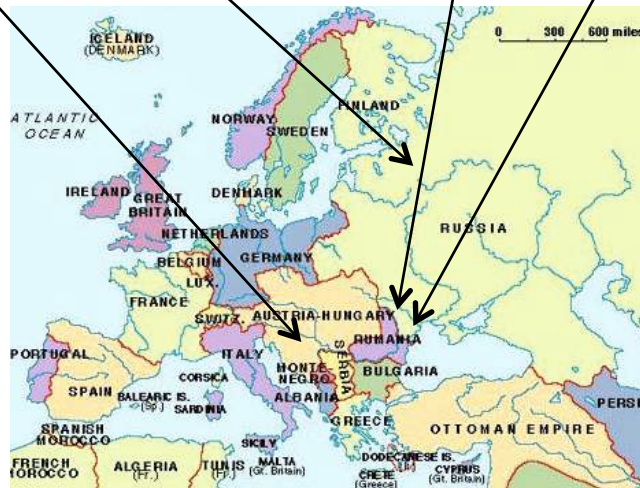 ICELAND
(DENMARK)
0 300 600 miles
ATLANTIC
OCEAN
NORWAY
SWEDEN
FINLAND
IRELAND
GREAT
BRITAIN
DENMARK
RUSSIA
NETHERLANDS
BELGIUM
GERMANY
LUX.
FRANCE
SWITZ.
AUSTRIA-HUNGARY
RUMANIA
PORTUGAL
SPAIN
ITALY
CORSICA
MONTE-
NEGRO
SERBIA
BULGARIA
BALEARIC IS.
(Sp.)
SARDINIA
ALBANIA
PERSI
SPANISH
MOROCCO
GREECE
OTTOMAN EMPIRE
SICILY
DODECANESE IS.
FRENCH
MOROCCO
ALGERIA
(Fr.)
TUNIS
(Fr.)
MALTA
(Gt. Britain)
CRETE
(Greece)
CYPRUS
(Gt. Britain)